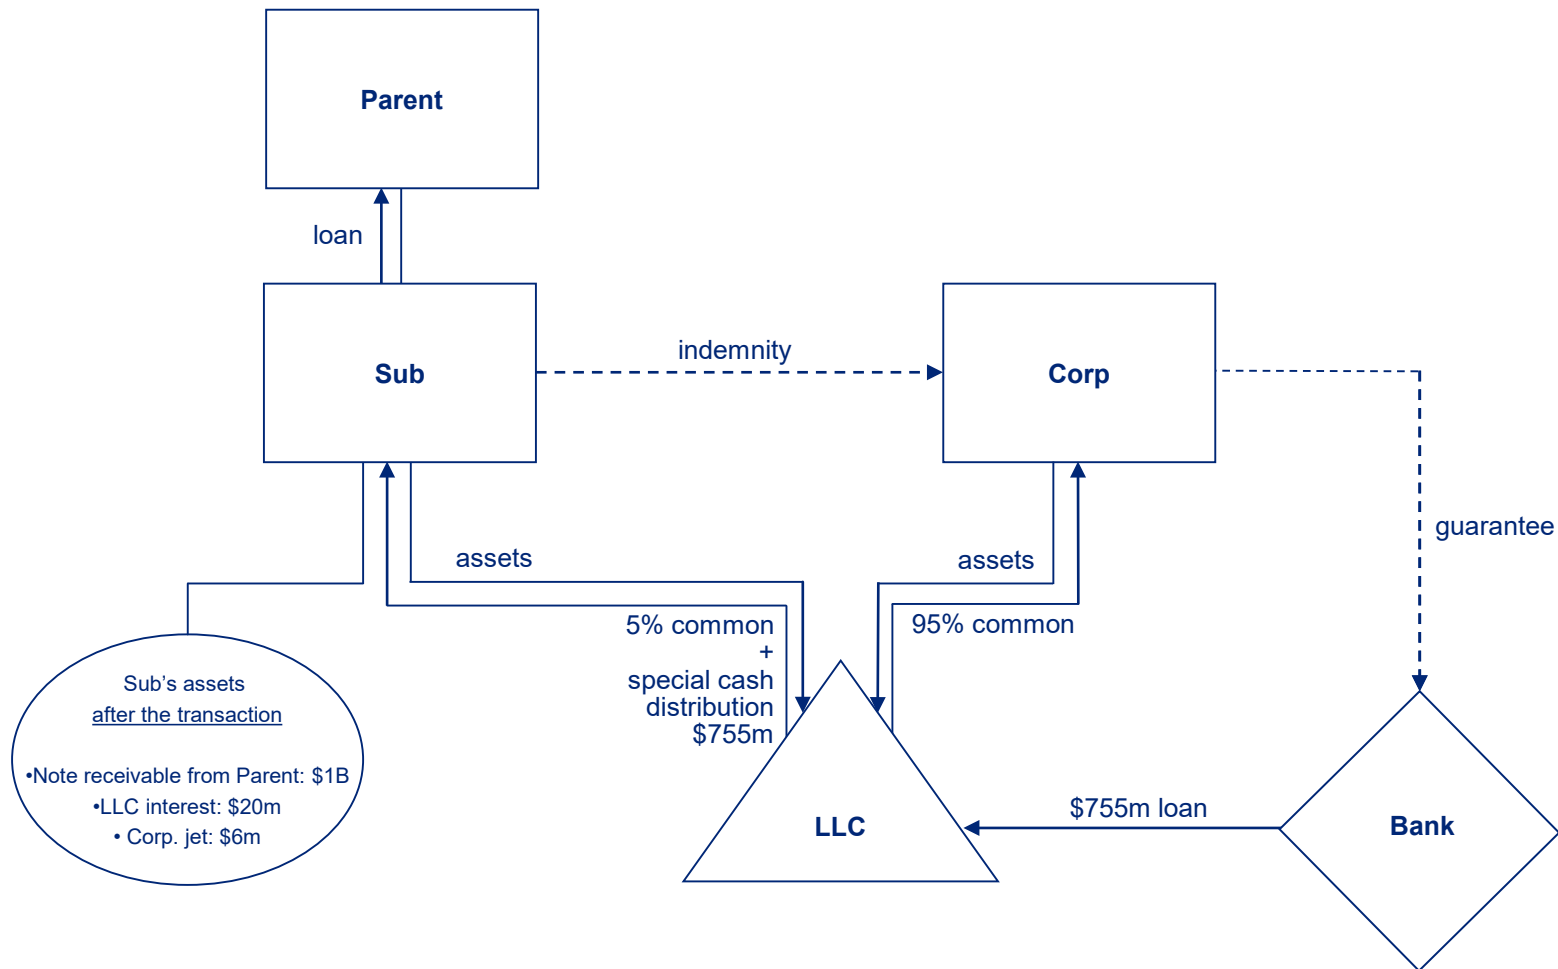 Parent
loan
Sub
indemnity
Corp
guarantee
assets
assets
5% common
+
special cash
distribution
$755m
95% common
Sub’s assets
after the transaction
•Note receivable from Parent: $1B
•LLC interest: $20m
• Corp. jet: $6m
LLC
$755m loan
Bank